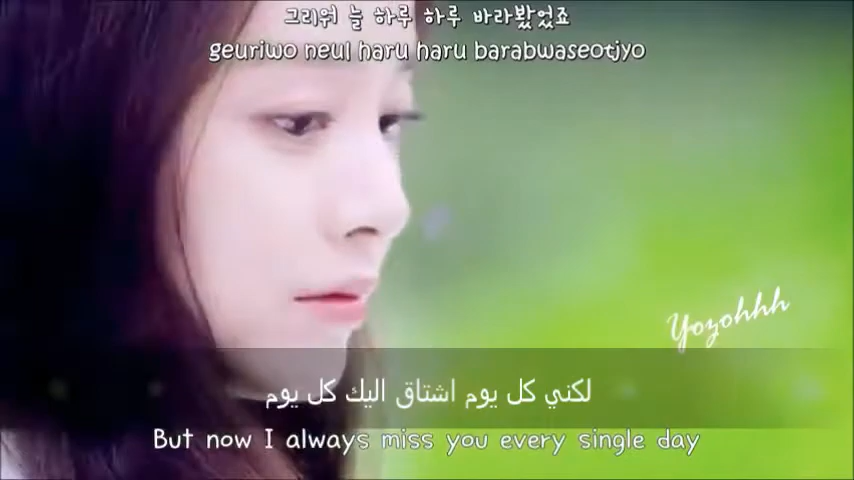 그리워 늘 하루 하루 바라봤었죠
geuriwo neul haru haru barabwaseotjyo
Yozohhh
لكني كل يوم اشتاق اليك كل يوم
But now I always miss you every single day